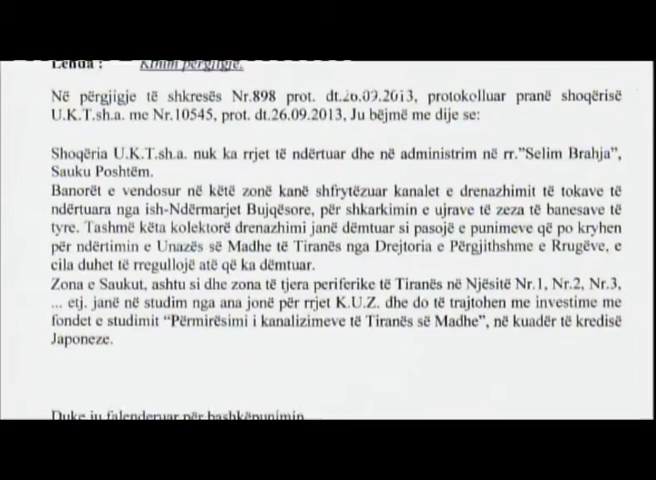 Lënda : Kthim përgjigje.
Në përgjigje të shkresës Nr.898 prot. dt.26.09.2013, protokolluar pranë shoqërisë
U.K.T.sh.a. me Nr.10545, prot. dt.26.09.2013, Ju bëjmë me dije se:
Shoqëria U.K.T.sh.a. nuk ka rrjet të ndërtuar dhe në administrim në rr."Selim Brahja",
Sauku Poshtëm.
Banorët e vendosur në këtë zonë kanë shfrytëzuar kanalet e drenazhimit të tokave të
ndërtuara nga ish-Ndërmarjet Bujqësore, për shkarkimin e ujrave të zeza të banesave të
tyre. Tashmë këta kolektorë drenazhimi janë dëmtuar si pasojë e punimeve që po kryhen
për ndërtimin e Unazës së Madhe të Tiranës nga Drejtoria e Përgjithshme e Rrugëve, e
cila duhet të rregullojë atë që ka dëmtuar.
Zona e Saukut, ashtu si dhe zona të tjera periferike të Tiranës në Njësitë Nr.1, Nr.2, Nr.3,
... etj. janë në studim nga ana jonë për rrjet K.U.Z. dhe do të trajtohen me investime me
fondet e studimit "Përmirësimi i kanalizimeve të Tiranës së Madhe", në kuadër të kredisë
Japoneze.
Duke ju falenderuar për bashkëpunimin